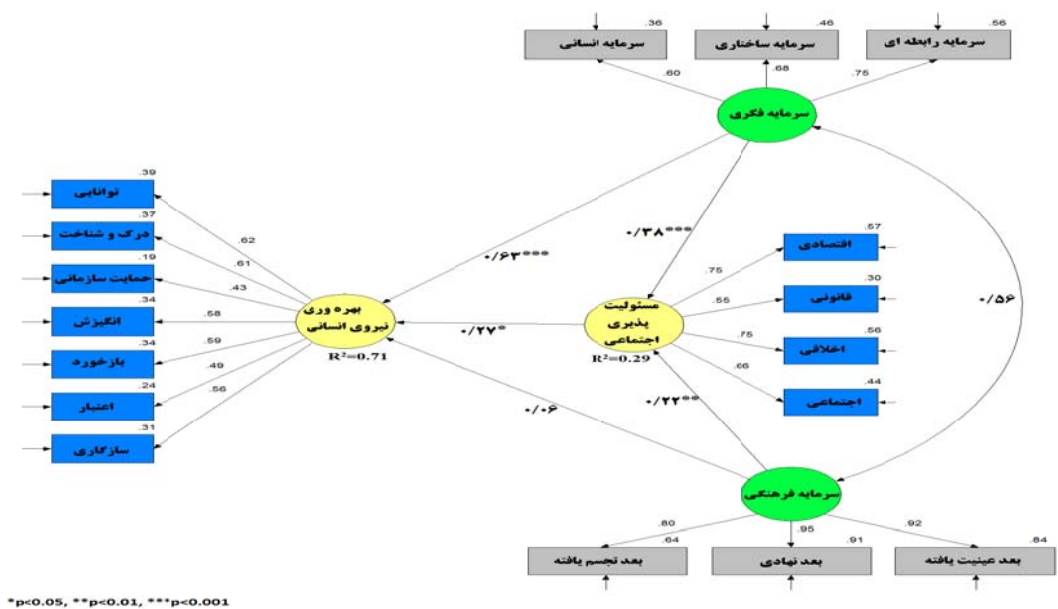 .36
.46
.56
سرمایه انسانی
سرمایه ساختاری
سرمایه رابطه ای
.60
.68
.75
سرمایه فکری
.39
توانایی
.37
درک و شناخت
.19
حمایت سازمانی
.34
انگیزش
.34
بازخورد
.24
اعتبار
.31
سازگاری
.62
.61
.43
.58
.59
.49
.56
بهره وری
نیروی انسانی
R²=0.71
۰/۶۳***
۰/۳۸***
۰/۲۷*
۰/۰۶
۰/۲۲**
۰/۵۶
مسئولیت
پذیری
اجتماعی
R²=0.29
.75
.55
.75
.66
.57
اقتصادی
.30
قانونی
.56
اخلاقی
.44
اجتماعی
سرمایه فرهنگی
.80
.95
.92
.64
.91
.84
بعد تجسم یافته
بعد نهادی
بعد عینیت یافته
*p<0.05, **p<0.01, ***p<0.001